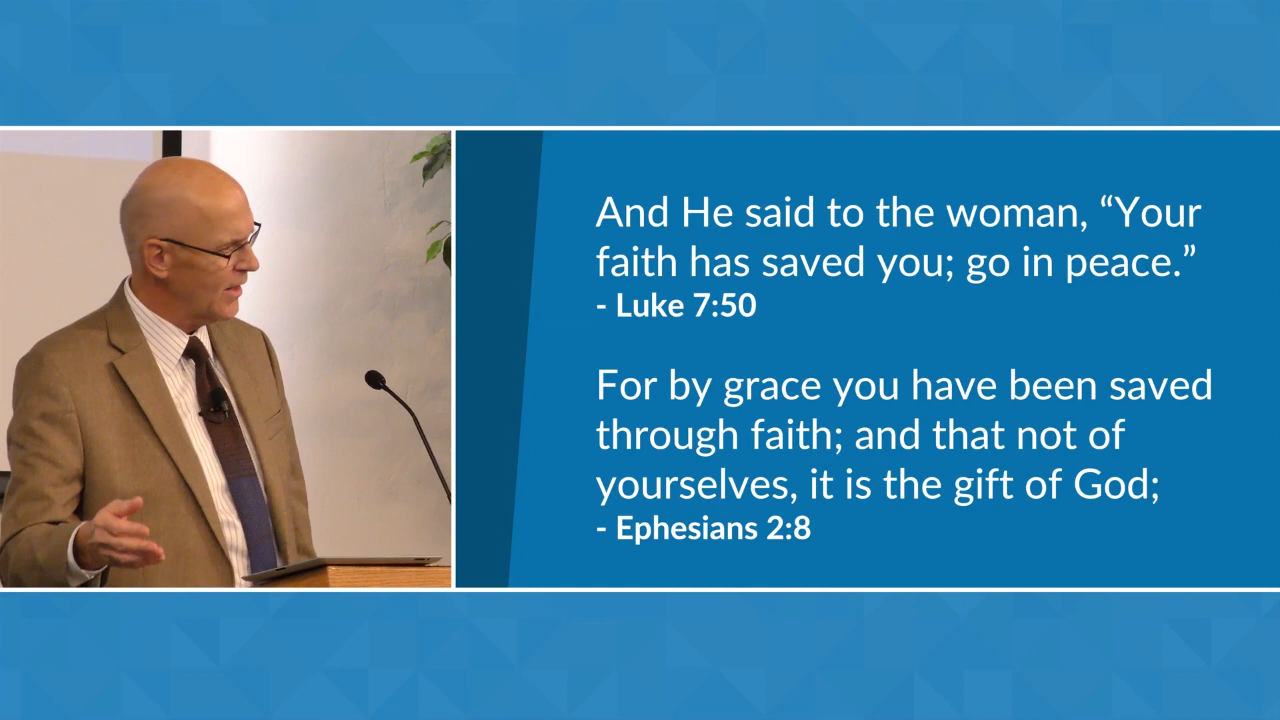 And He said to the woman, “Your
faith has saved you; go in peace.”
- Luke 7:50
For by grace you have been saved
through faith; and that not of
yourselves, it is the gift of God;
- Ephesians 2:8